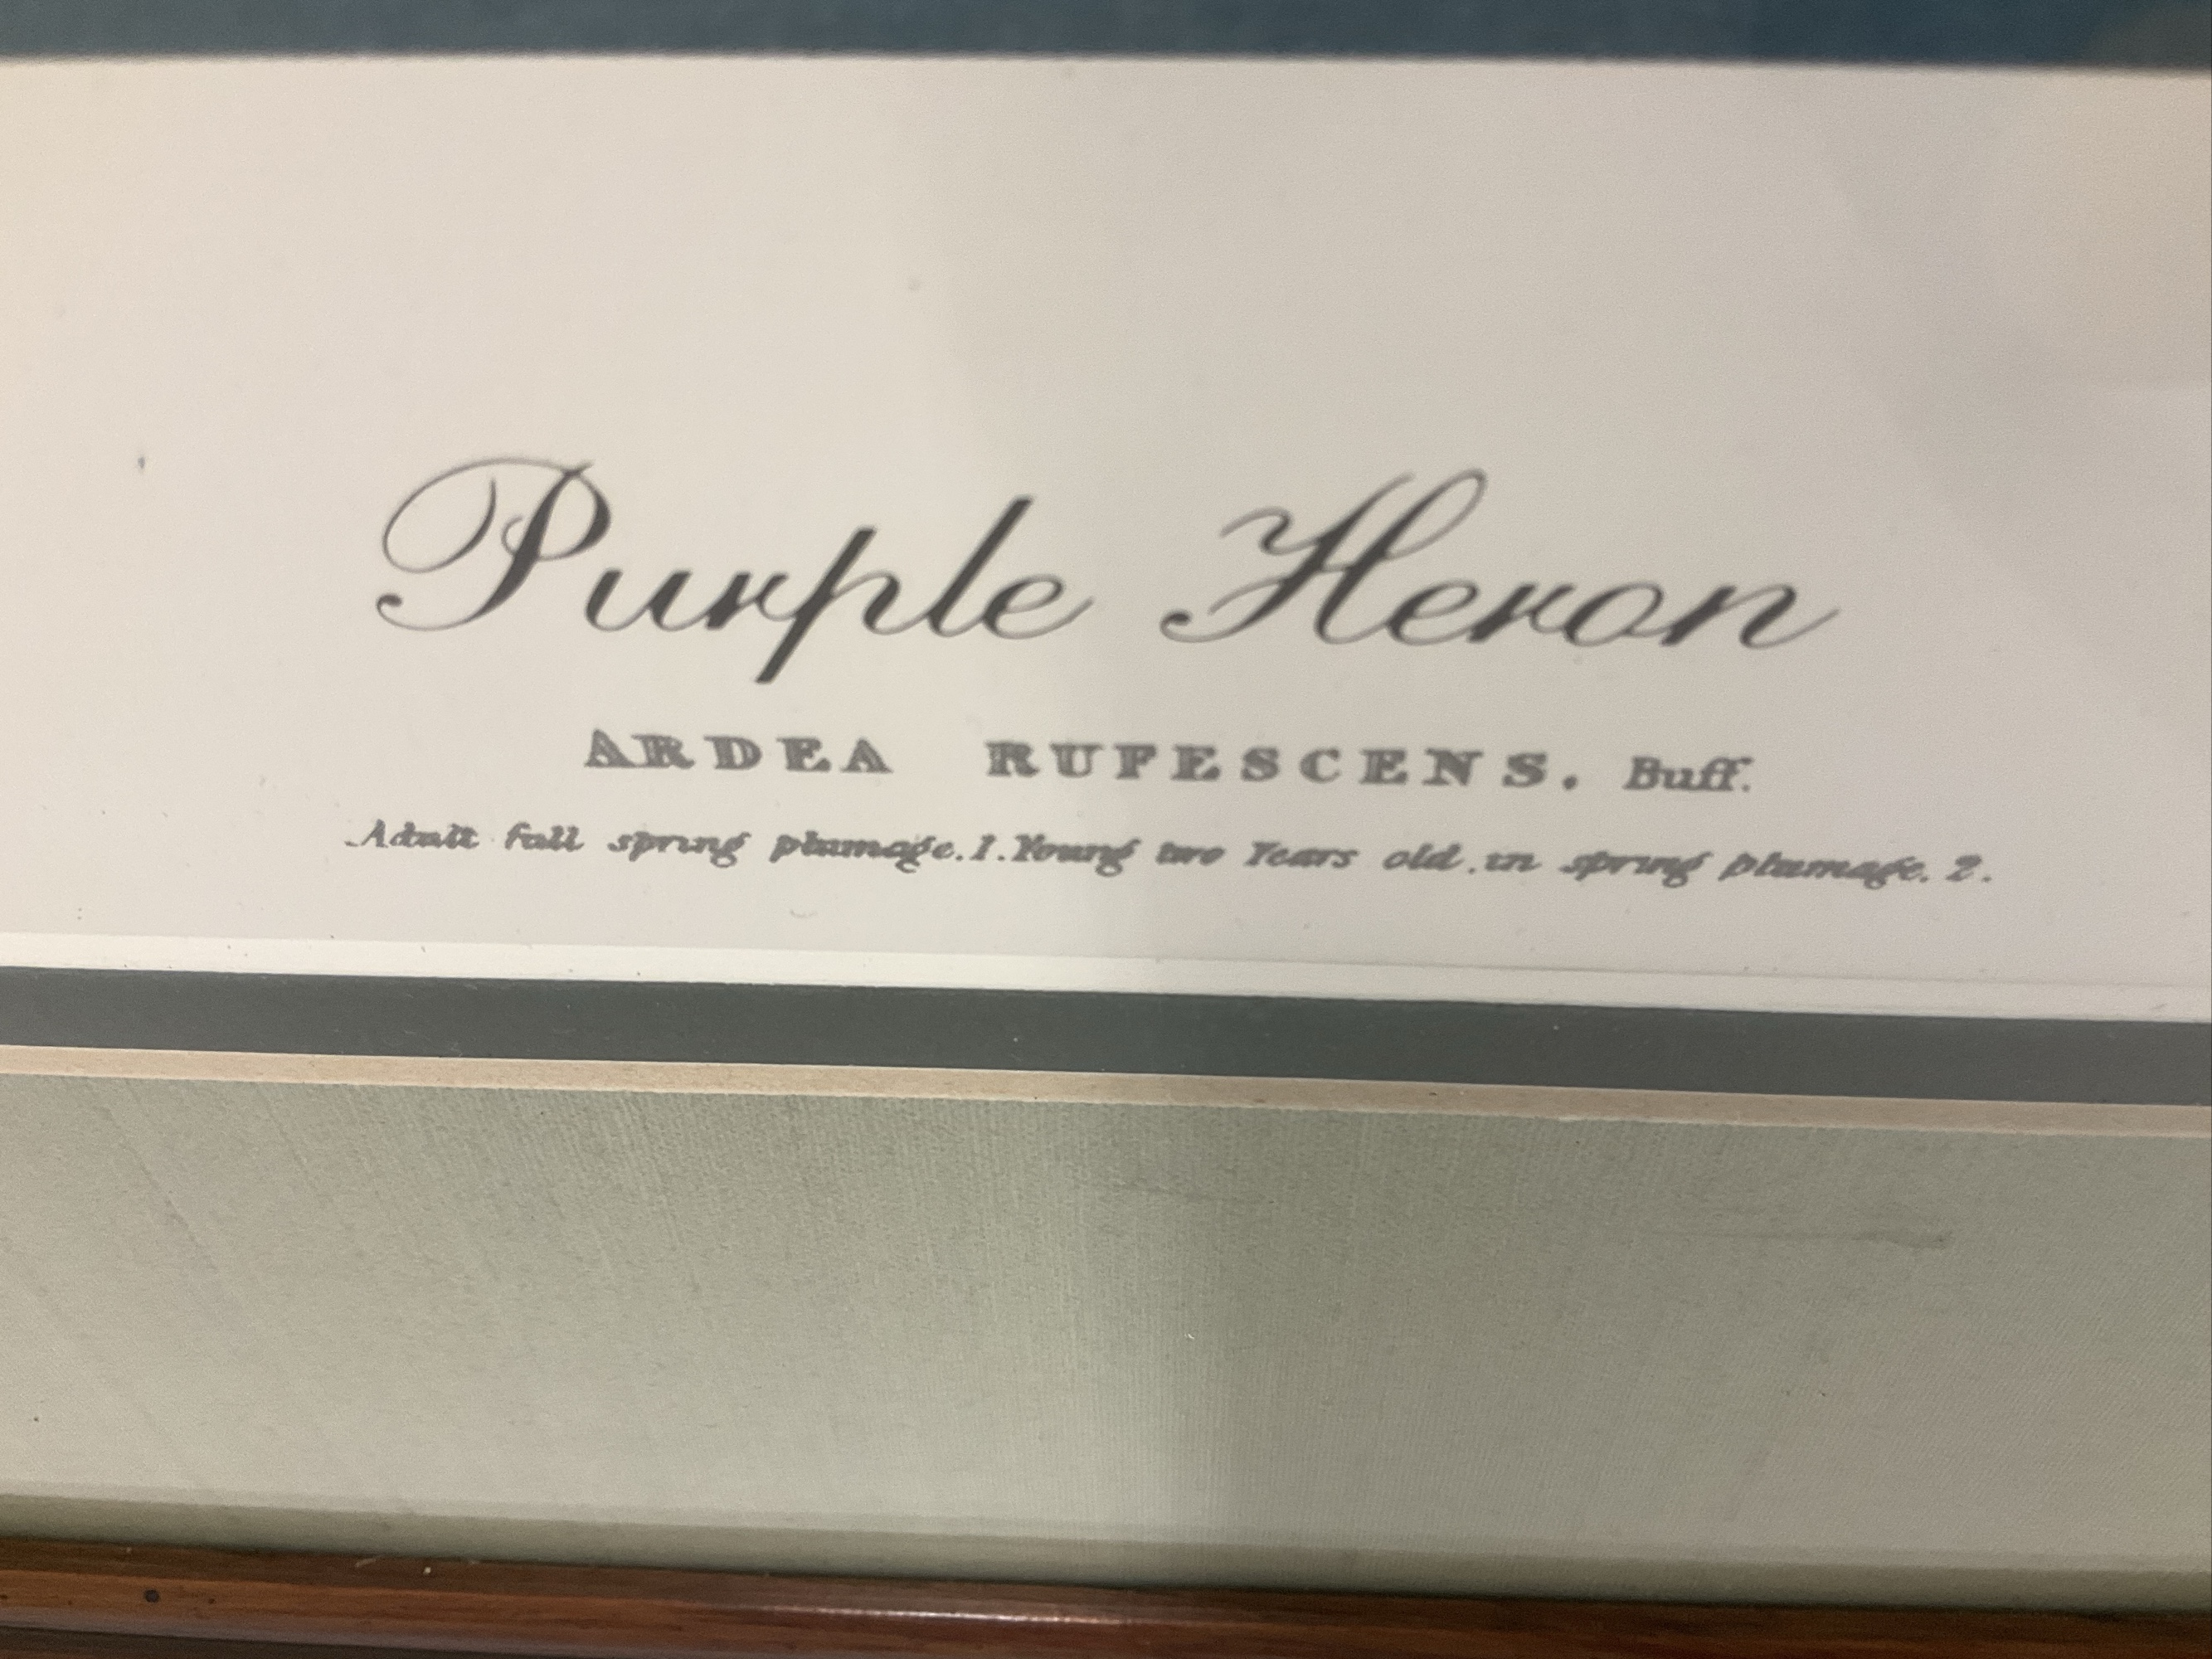 Purple Heron
ARDEA RUFESCENS. Buff.
Adult full spring plumage. 1. Young two Years old. in spring plumage. 2.